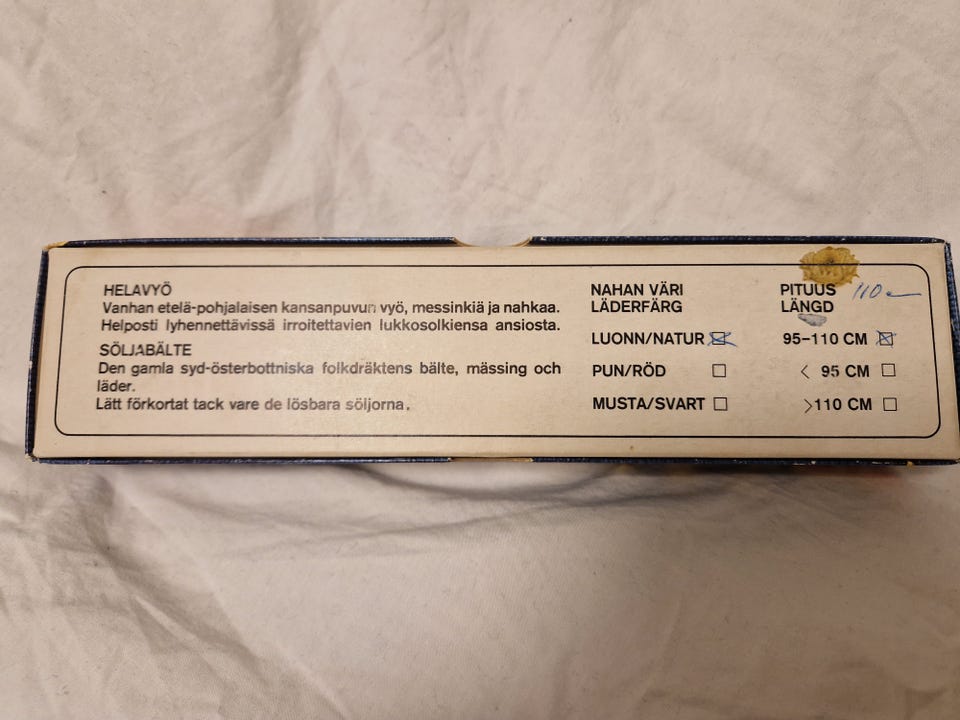 HELAVYÖ
Vanhan etelä-pohjalaisen kansanpuvun vyö, messinkiä ja nahkaa.
Helposti lyhennettävissä irroitettavien lukkosolkiensa ansiosta.
SÖLJABÄLTE
Den gamla syd-österbottniska folkdräktens bälte, mässing och
läder.
Lätt förkortat tack vare de lösbara söljorna.
NAHAN VÄRI
LÄDERFÄRG
LUONN/NATUR
PUN/RÖD
MUSTA/SVART
PITUUS 110
LÄNGD
95-110 CM
< 95 CM
>110 CM